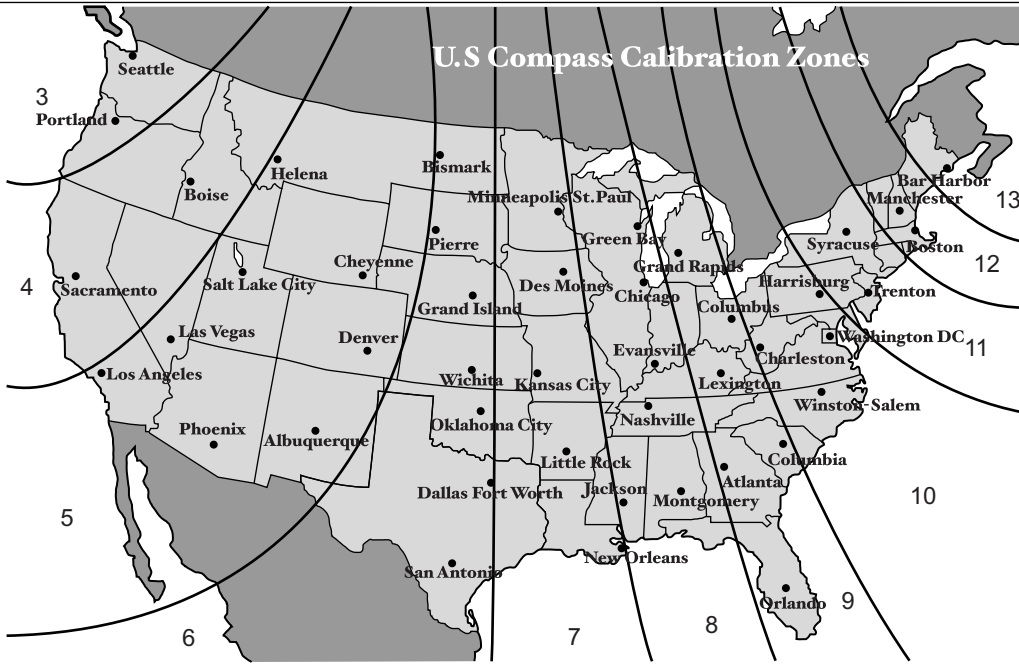 U.S Compass Calibration Zones
Seattle
3
Portland
Helena
Bismark
Boise
Bar Harbor
Minneapolis St. Paul
Manchester
13
Pierre
Green Bay
Syracuse
Boston
Cheyenne
Grand Rapids
12
4
Sacramento
Salt Lake City
Des Moines
Chicago
Harrisburg
Trenton
Grand Island
Columbus
Las Vegas
Denver
Washington DC
11
Evansville
Charleston
Los Angeles
Wichita
Kansas City
Lexington
Winston-Salem
Phoenix
Albuquerque
Oklahoma City
Nashville
Little Rock
Columbia
Dallas Fort Worth
Jackson
Atlanta
Montgomery
10
5
New Orleans
San Antonio
Orlando
9
6
7
8